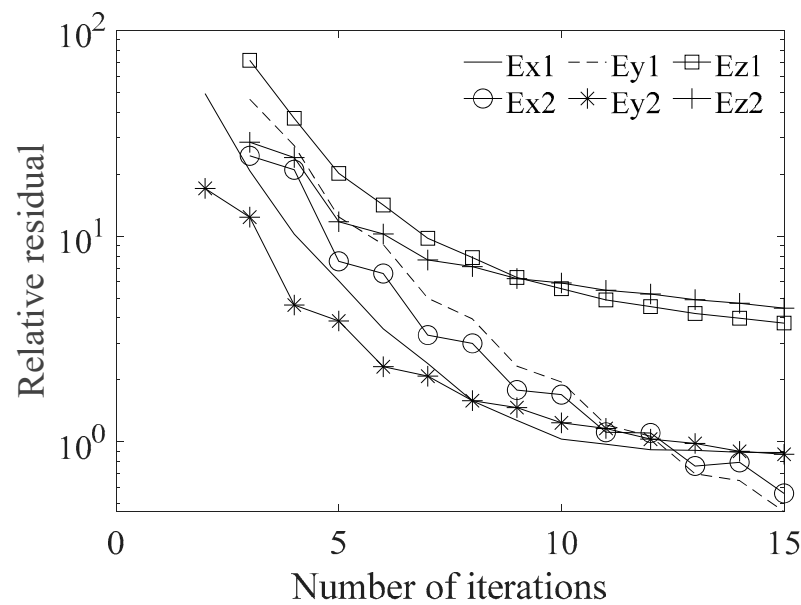 10^2
Ex1 Ey1 Ez1
Ex2 Ey2 Ez2
10^1
Relative residual
10^0
0 5 10 15
Number of iterations